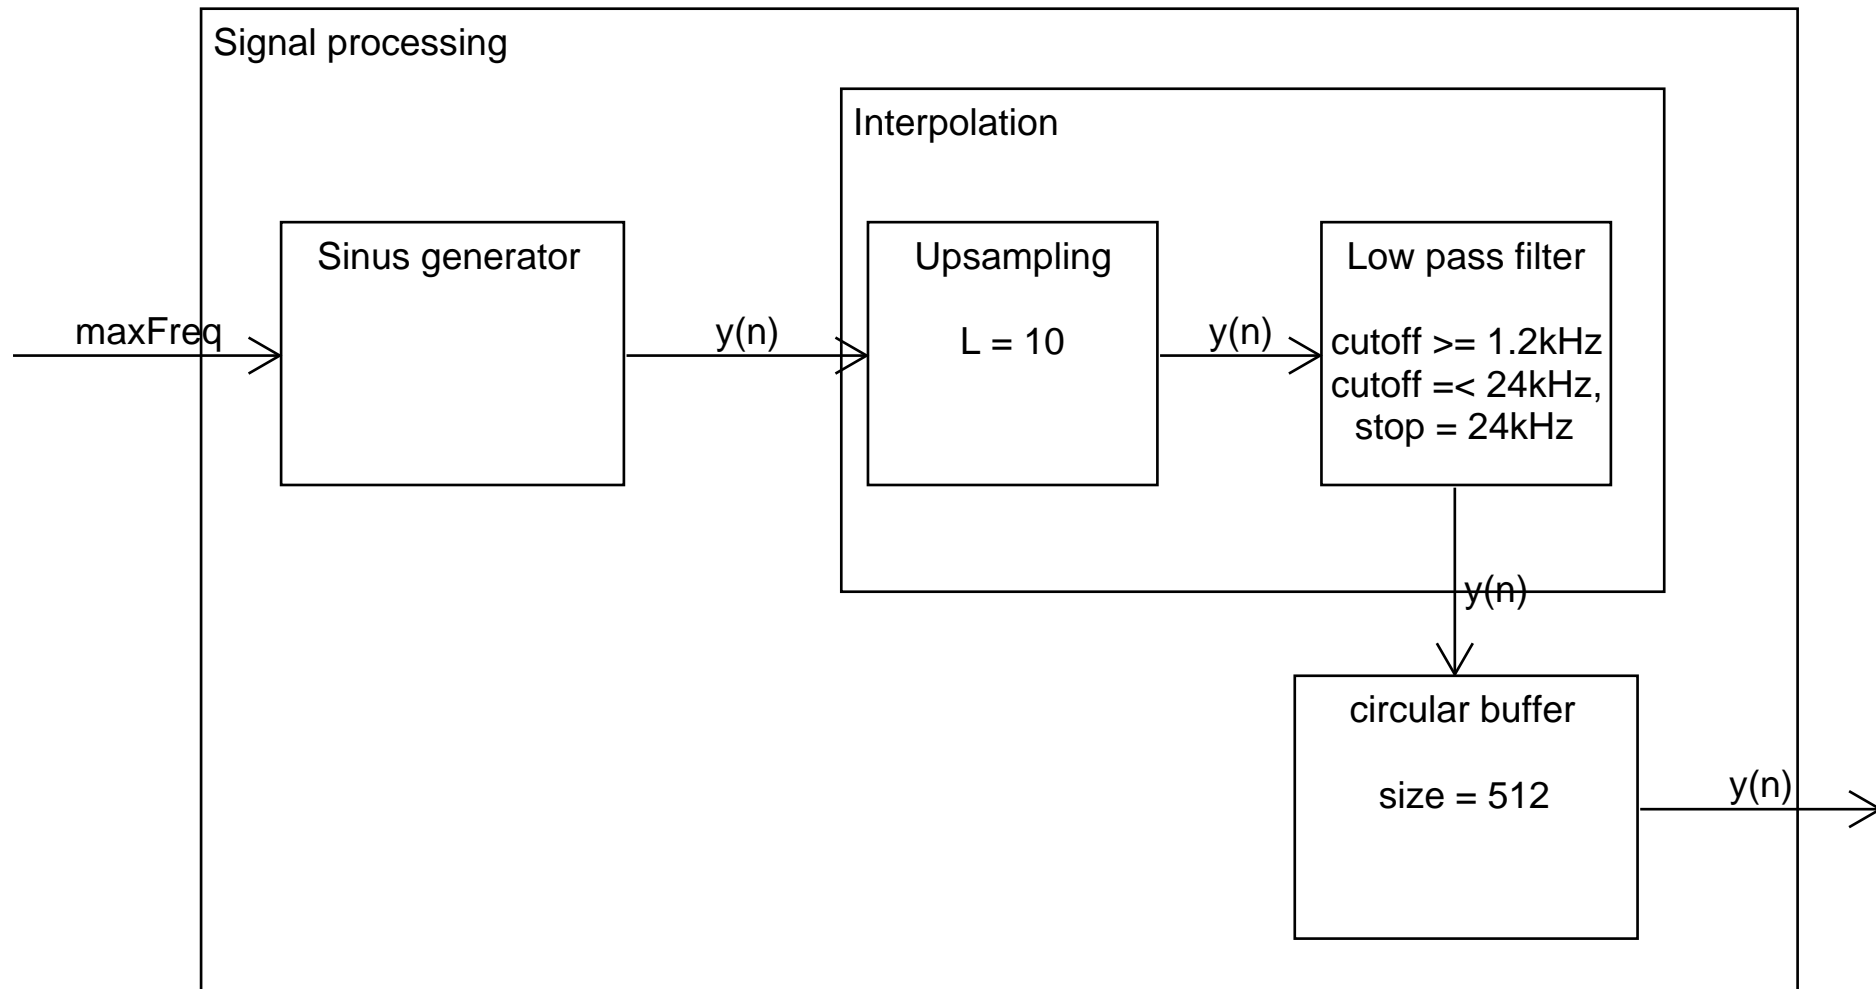 Signal processing
Interpolation
Sinus generator
Upsampling
Low pass filter
maxFreq
y(n)
L = 10
y(n)
cutoff >= 1.2kHz
cutoff =< 24kHz,
stop = 24kHz
y(n)
circular buffer
size = 512
y(n)